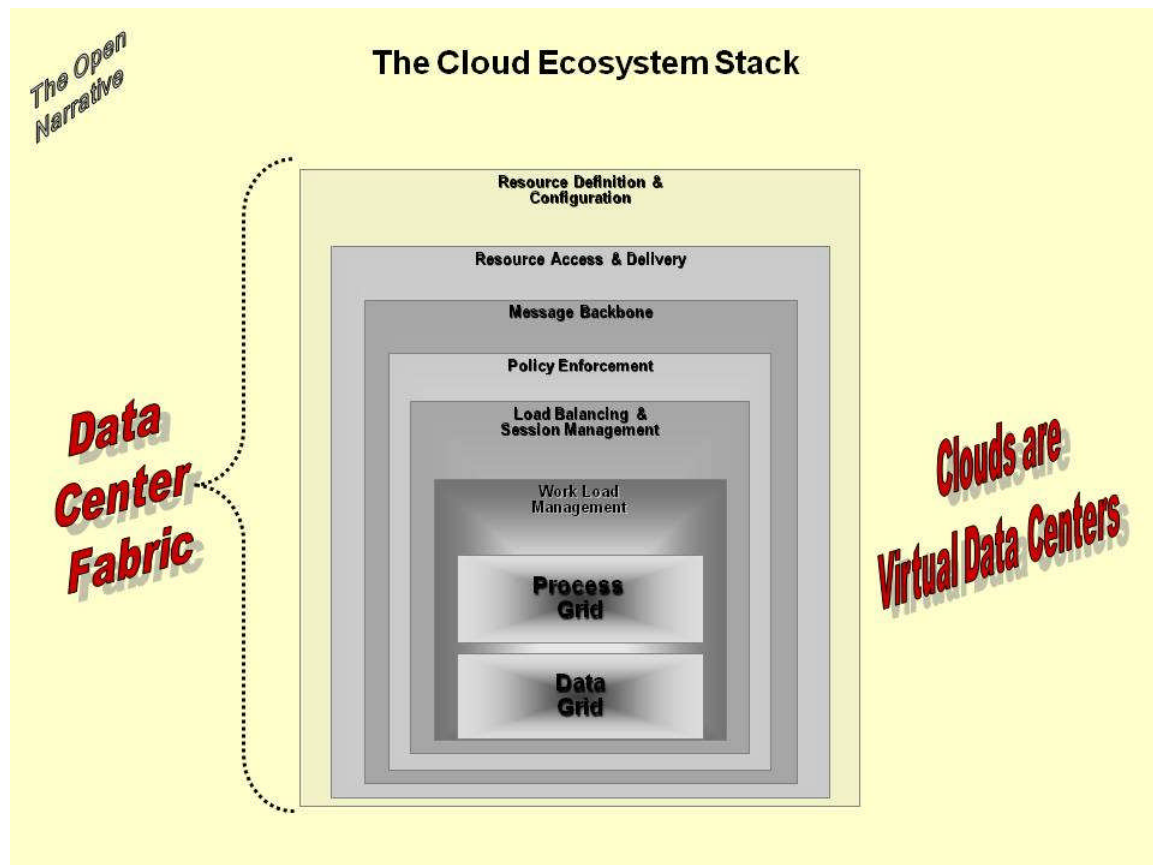 The Open
Narrative
The Cloud Ecosystem Stack
Resource Definition &
Configuration
Resource Access & Delivery
Message Backbone
Policy Enforcement
Load Balancing &
Session Management
Work Load
Management
Process
Grid
Data
Grid
Data
Center
Fabric
Clouds are
Virtual Data Centers